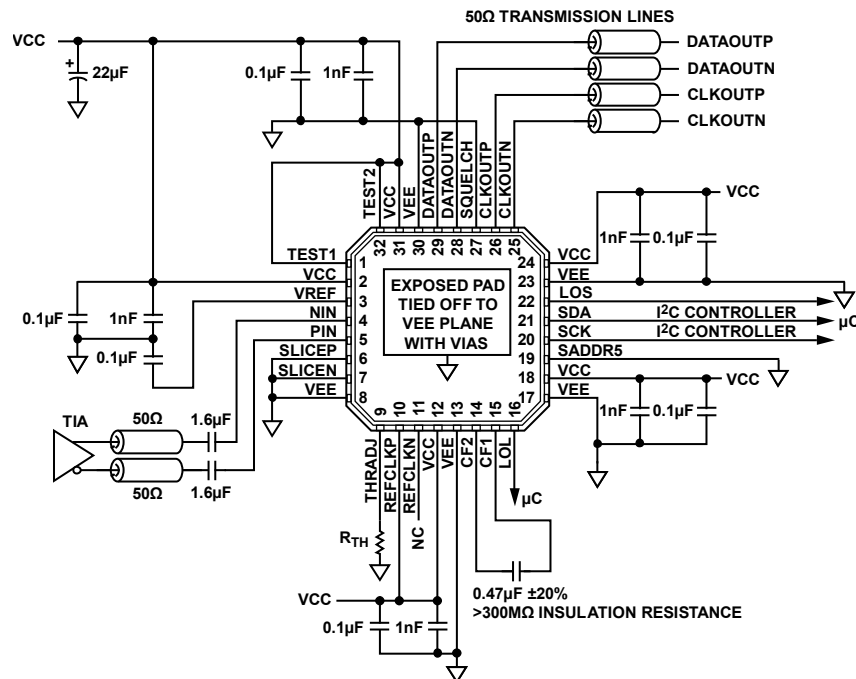 50Ω TRANSMISSION LINES
VCC
DATAOUTP
DATAOUTN
CLKOUTP
CLKOUTN
+
22µF
0.1µF
1nF
TEST2
VCC
VEE
DATAOUTP
DATAOUTN
SQUELCH
CLKOUTP
CLKOUTN
32
31
30
29
28
27
26
25
TEST1
VCC
VREF
NIN
PIN
SLICEP
SLICEN
VEE
1
2
3
4
5
6
7
8
EXPOSED PAD
TIED OFF TO
VEE PLANE
WITH VIAS
24
23
22
21
20
19
18
17
VCC
VEE
LOS
SDA
SCK
SADDR5
VCC
VEE
VCC
1nF
0.1µF
I2C CONTROLLER
I2C CONTROLLER
µC
VCC
1nF
0.1µF
0.1µF
1nF
0.1µF
TIA
50Ω
1.6µF
50Ω
1.6µF
9
10
11
12
13
14
15
16
THRADJ
REFCLKP
REFCLKN
VCC
VEE
CF2
CF1
LOL
µC
RTH
NC
0.47µF ±20%
>300MΩ INSULATION RESISTANCE
VCC
0.1µF
1nF